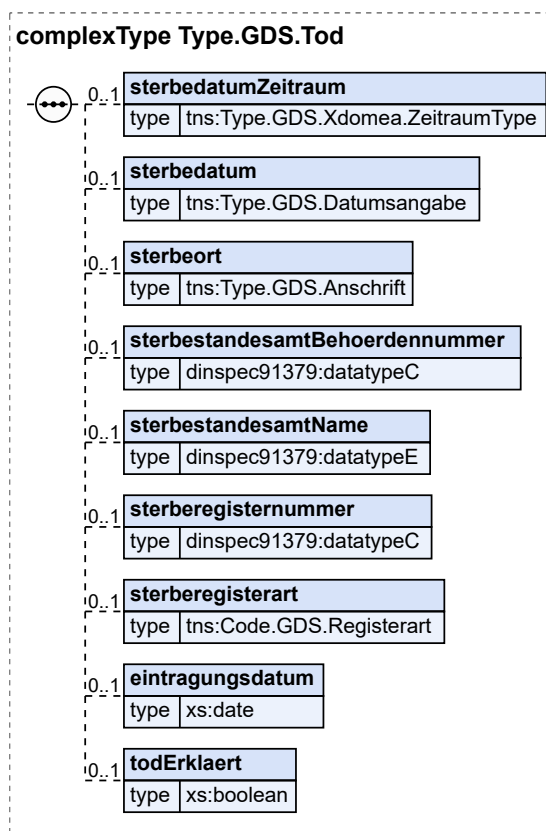 complexType Type.GDS.Tod
0..1 sterbedatumZeitraum
type tns:Type.GDS.Xdomea.ZeitraumType
0..1 sterbedatum
type tns:Type.GDS.Datumsangabe
0..1 sterbeort
type tns:Type.GDS.Anschrift
0..1 sterbestandesamtBehoerdennummer
type dinspec91379:datatypeC
0..1 sterbestandesamtName
type dinspec91379:datatypeE
0..1 sterberegisternummer
type dinspec91379:datatypeC
0..1 sterberegisterart
type tns:Code.GDS.Registerart
0..1 eintragungsdatum
type xs:date
0..1 todErklaert
type xs:boolean